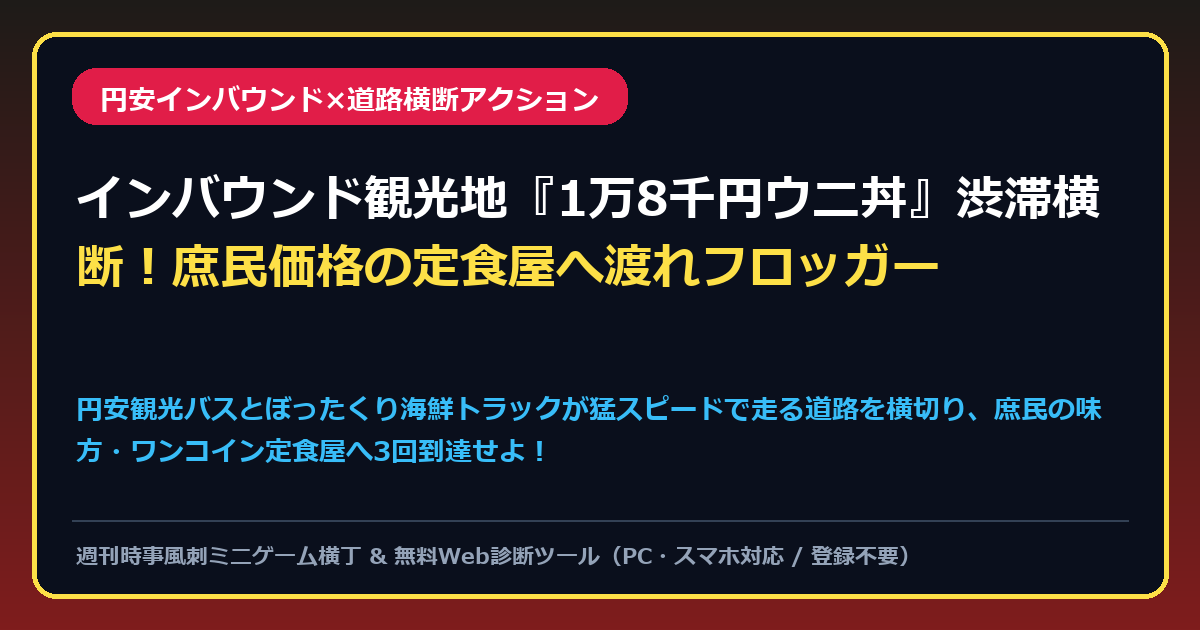 円安インバウンド×道路横断アクション
インバウンド観光地『1万8千円ウニ丼』渋滞横
断！庶民価格の定食屋へ渡れフロッガー
円安観光バスとぼったくり海鮮トラックが猛スピードで走る道路を横切り、庶民の味
方・ワンコイン定食屋へ3回到達せよ！
週刊時事風刺ミニゲーム横丁 & 無料Web診断ツール（PC・スマホ対応 / 登録不要）